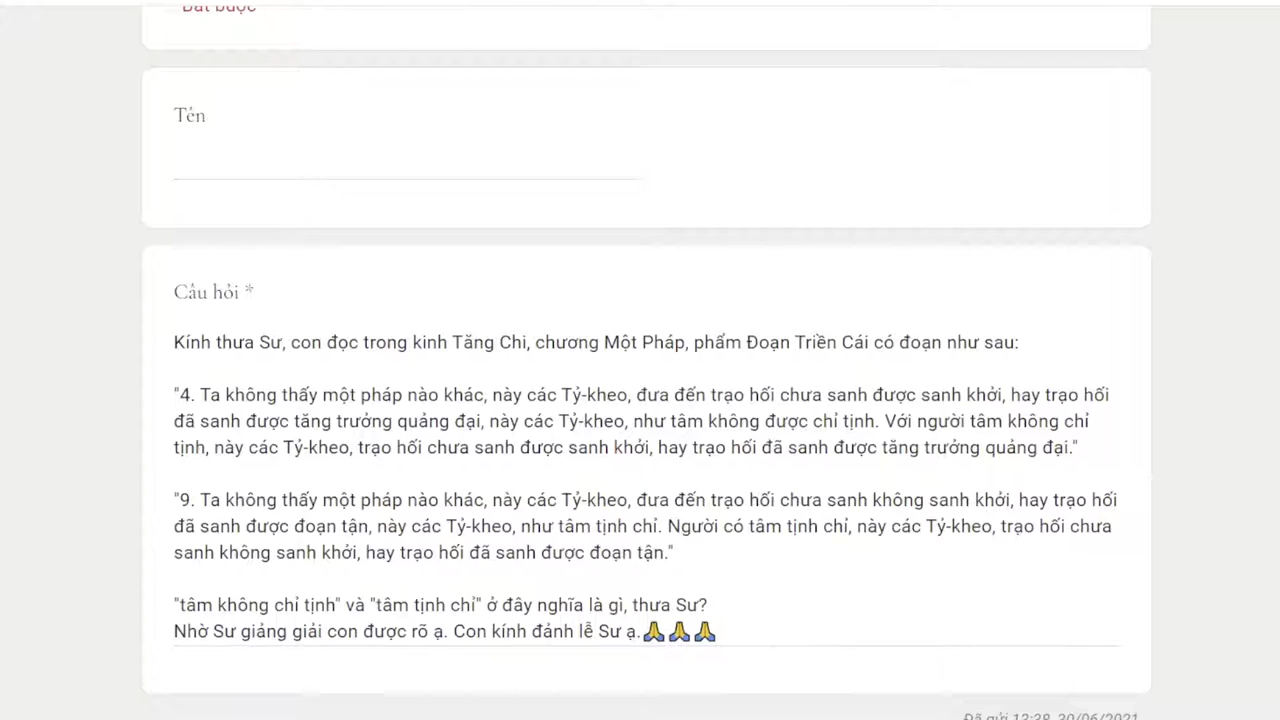 Bắt buộc
Tên
Câu hỏi *
Kính thưa Sư, con đọc trong kinh Tăng Chi, chương Một Pháp, phẩm Đoạn Triền Cái có đoạn như sau:
"4. Ta không thấy một pháp nào khác, này các Tỷ-kheo, đưa đến trạo hối chưa sanh được sanh khởi, hay trạo hối
đã sanh được tăng trưởng quảng đại, này các Tỷ-kheo, như tâm không được chỉ tịnh. Với người tâm không chỉ
tịnh, này các Tỷ-kheo, trạo hối chưa sanh được sanh khởi, hay trạo hối đã sanh được tăng trưởng quảng đại."
"9. Ta không thấy một pháp nào khác, này các Tỷ-kheo, đưa đến trạo hối chưa sanh không sanh khởi, hay trạo hối
đã sanh được đoạn tận, này các Tỷ-kheo, như tâm tịnh chỉ. Người có tâm tịnh chỉ, này các Tỷ-kheo, trạo hối chưa
sanh không sanh khởi, hay trạo hối đã sanh được đoạn tận."
"tâm không chỉ tịnh" và "tâm tịnh chỉ" ở đây nghĩa là gì, thưa Sư?
Nhờ Sư giảng giải con được rõ ạ. Con kính đảnh lễ Sư ạ.🙏🙏🙏
Đã gửi 13:38, 30/06/2021